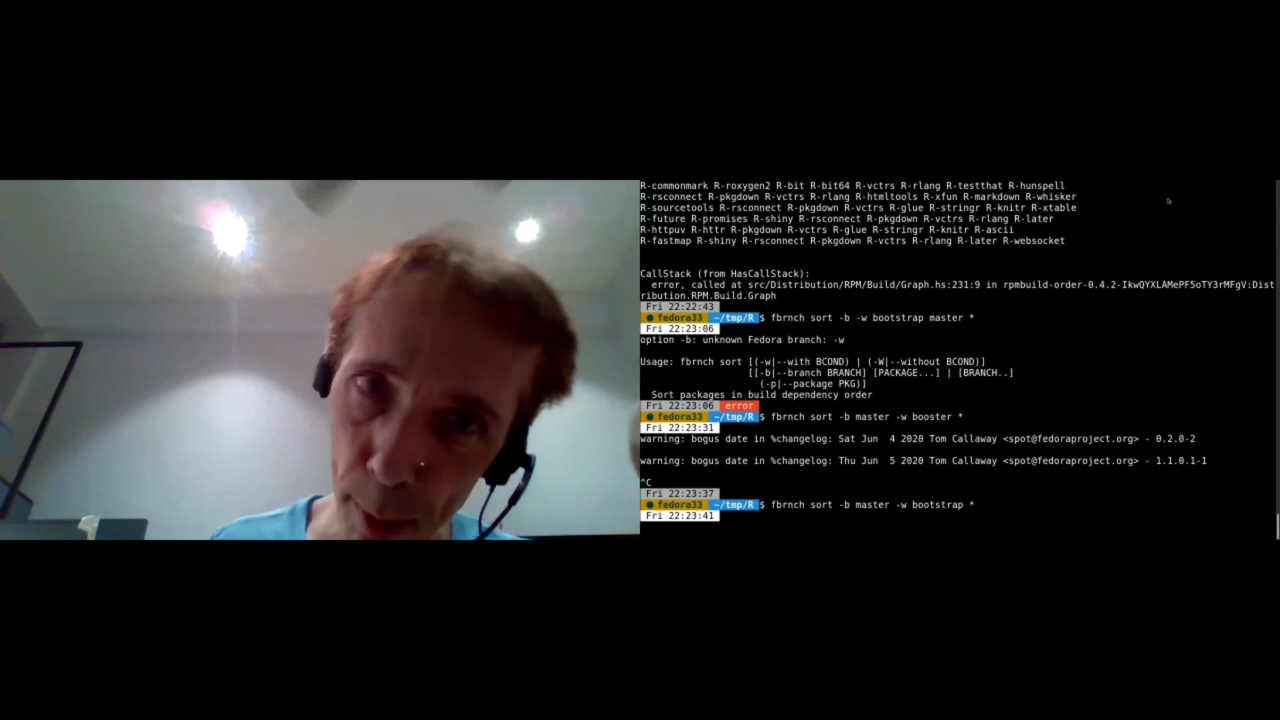 R-commonmark R-roxygen2 R-bit R-bit64 R-vctrs R-rlang R-testthat R-hunspell
R-rsconnect R-pkgdown R-vctrs R-rlang R-htmltools R-xfun R-markdown R-whisker
R-sourcetools R-rsconnect R-pkgdown R-vctrs R-glue R-stringr R-knitr R-xtable
R-future R-promises R-shiny R-rsconnect R-pkgdown R-vctrs R-rlang R-later
R-httpuv R-httr R-pkgdown R-vctrs R-glue R-stringr R-knitr R-ascii
R-fastmap R-shiny R-rsconnect R-pkgdown R-vctrs R-rlang R-later R-websocket
CallStack (from HasCallStack):
error, called at src/Distribution/RPM/Build/Graph.hs:231:9 in rpmbuild-order-0.4.2-IkwQYXLAMePF5oTY3rMFgV:Dist
ribution.RPM.Build.Graph
Fri 22:22:43
fedora33 ~/tmp/R $ fbrnch sort -b -w bootstrap master *
Fri 22:23:06
option -b: unknown Fedora branch: -w
Usage: fbrnch sort [(-w|--with BCOND) | (-W|--without BCOND)]
[[-b|--branch BRANCH] [PACKAGE...] | [BRANCH..]
(-p|--package PKG)]
Sort packages in build dependency order
Fri 22:23:06 error
fedora33 ~/tmp/R $ fbrnch sort -b master -w booster *
Fri 22:23:31
warning: bogus date in %changelog: Sat Jun  4 2020 Tom Callaway <spot@fedoraproject.org> - 0.2.0-2
warning: bogus date in %changelog: Thu Jun  5 2020 Tom Callaway <spot@fedoraproject.org> - 1.1.0.1-1
^C
Fri 22:23:37
fedora33 ~/tmp/R $ fbrnch sort -b master -w bootstrap *
Fri 22:23:41